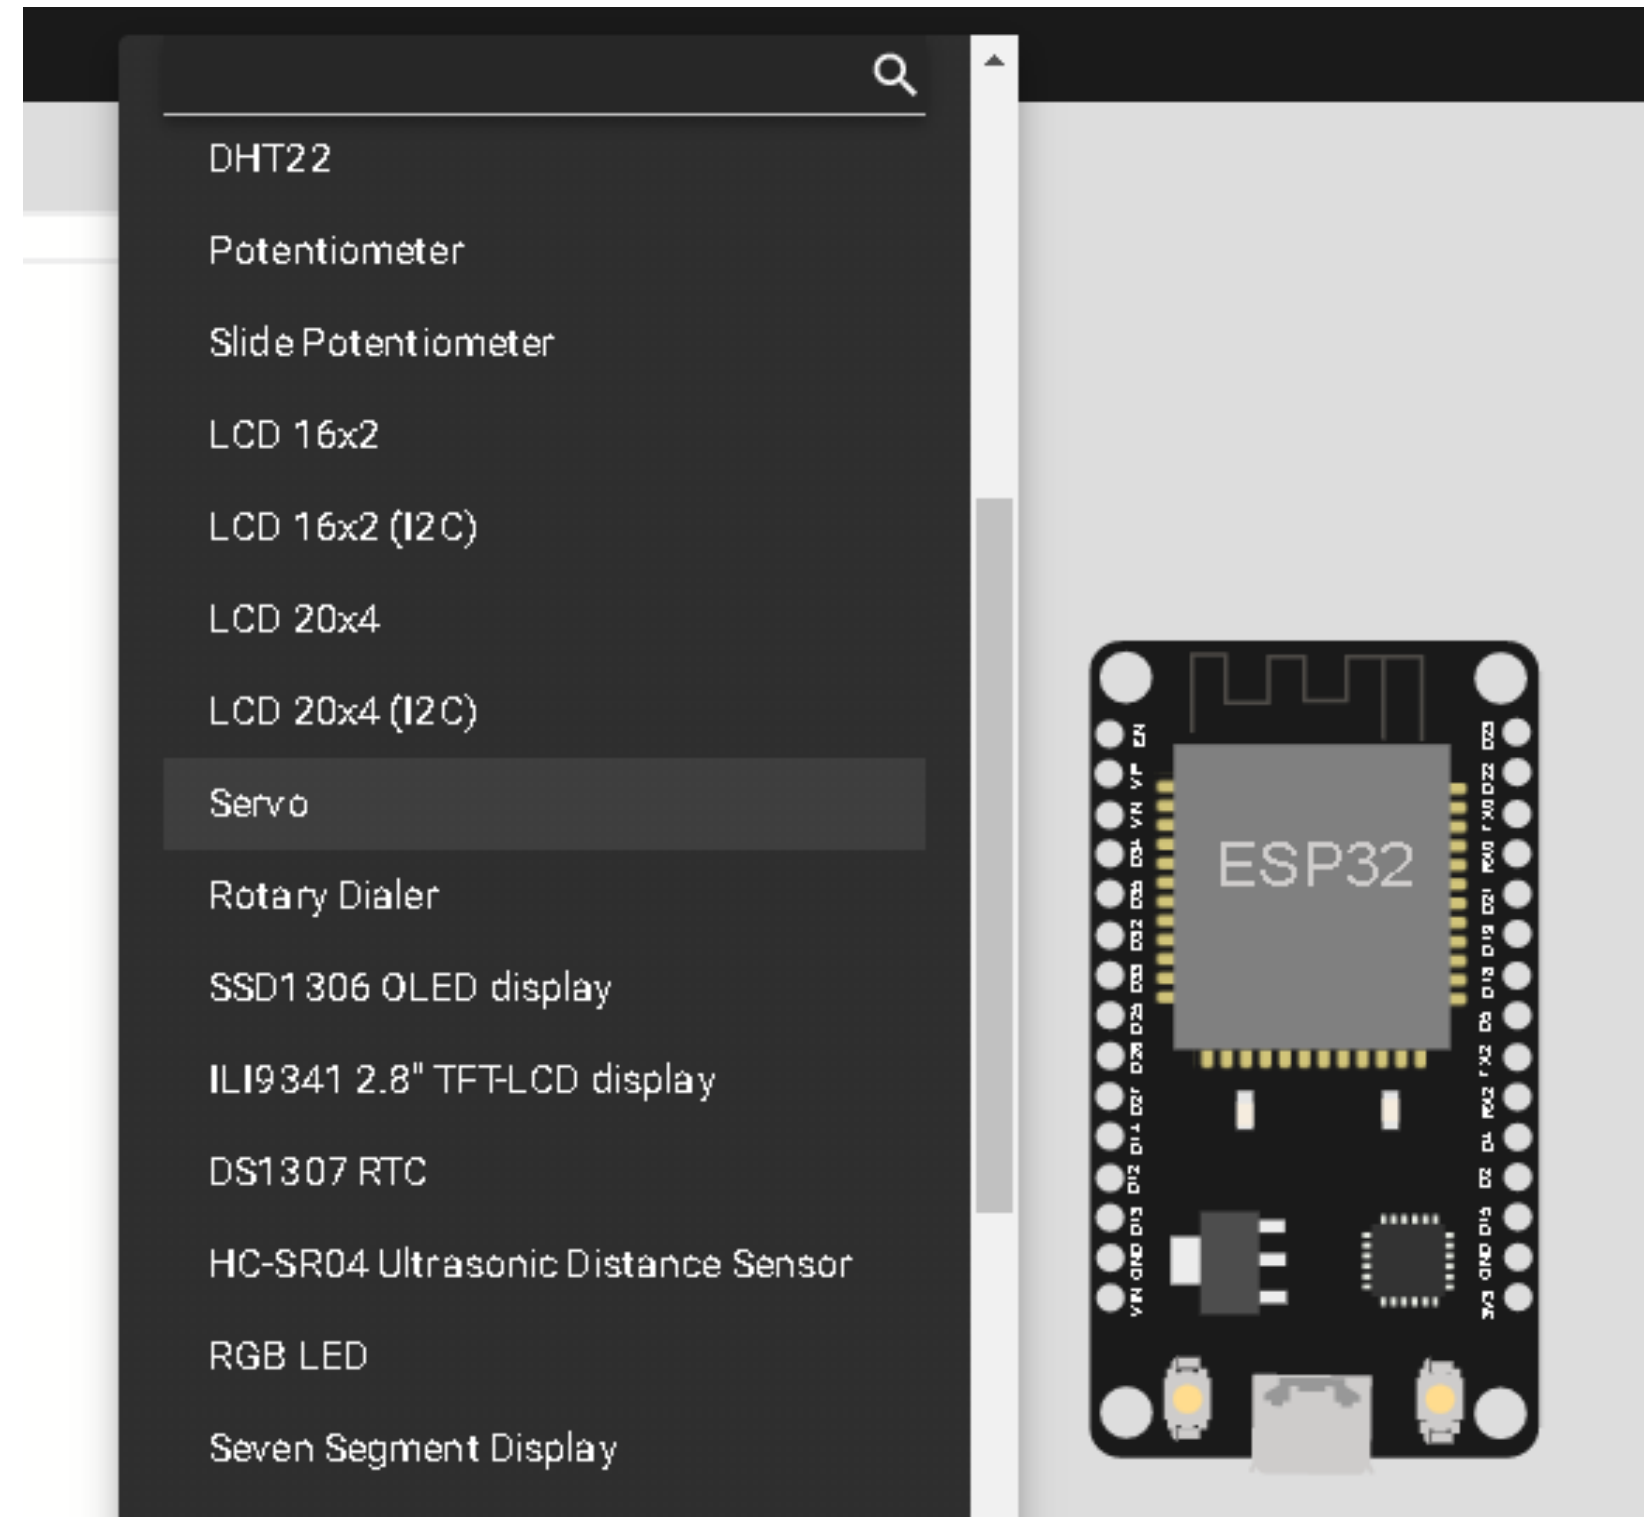 DHT22
Potentiometer
Slide Potentiometer
LCD 16x2
LCD 16x2 (I2C)
LCD 20x4
LCD 20x4 (I2C)
Servo
Rotary Dialer
SSD1306 OLED display
ILI9341 2.8" TFT-LCD display
DS1307 RTC
HC-SR04 Ultrasonic Distance Sensor
RGB LED
Seven Segment Display
ESP32